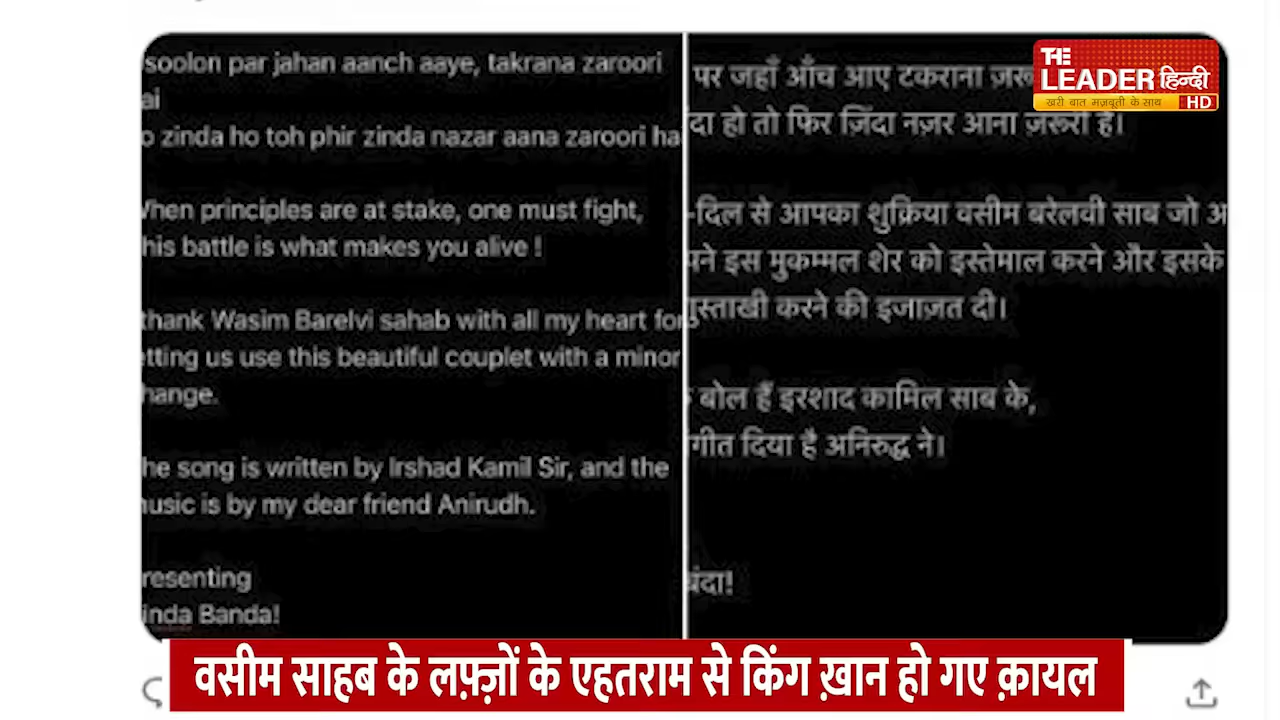 soolon par jahan aanch aaye, takrana zaroori
ai
o zinda ho toh phir zinda nazar aana zaroori ha
When principles are at stake, one must fight,
his battle is what makes you alive !
thank Wasim Barelvi sahab with all my heart for
etting us use this beautiful couplet with a minor
hange.
he song is written by Irshad Kamil Sir, and the
usic is by my dear friend Anirudh.
resenting
inda Banda!
पर जहाँ आँच आए टकराना
दा हो तो फिर ज़िंदा नज़र आना ज़रूरी है।
-दिल से आपका शुक्रिया वसीम बरेलवी साब जो अ
पने इस मुकम्मल शेर को इस्तेमाल करने और इसके
गुस्ताखी करने की इजाज़त दी।
बोल हैं इरशाद कामिल साब के,
गीत दिया है अनिरुद्ध ने।
बंदा!
THE
LEADER हिन्दी
खरी बात मज़बूती के साथ HD
वसीम साहब के लफ़्ज़ों के एहतराम से किंग ख़ान हो गए क़ायल